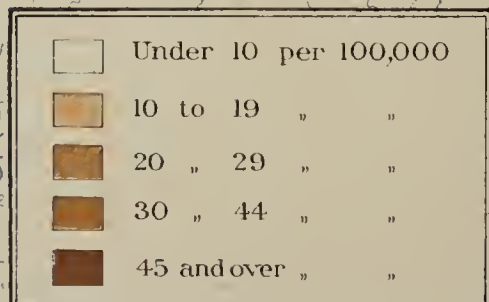 Under 10 per 100,000
10 to 19 „ „
20 „ 29 „ „
30 „ 44 „ „
45 and over „ „